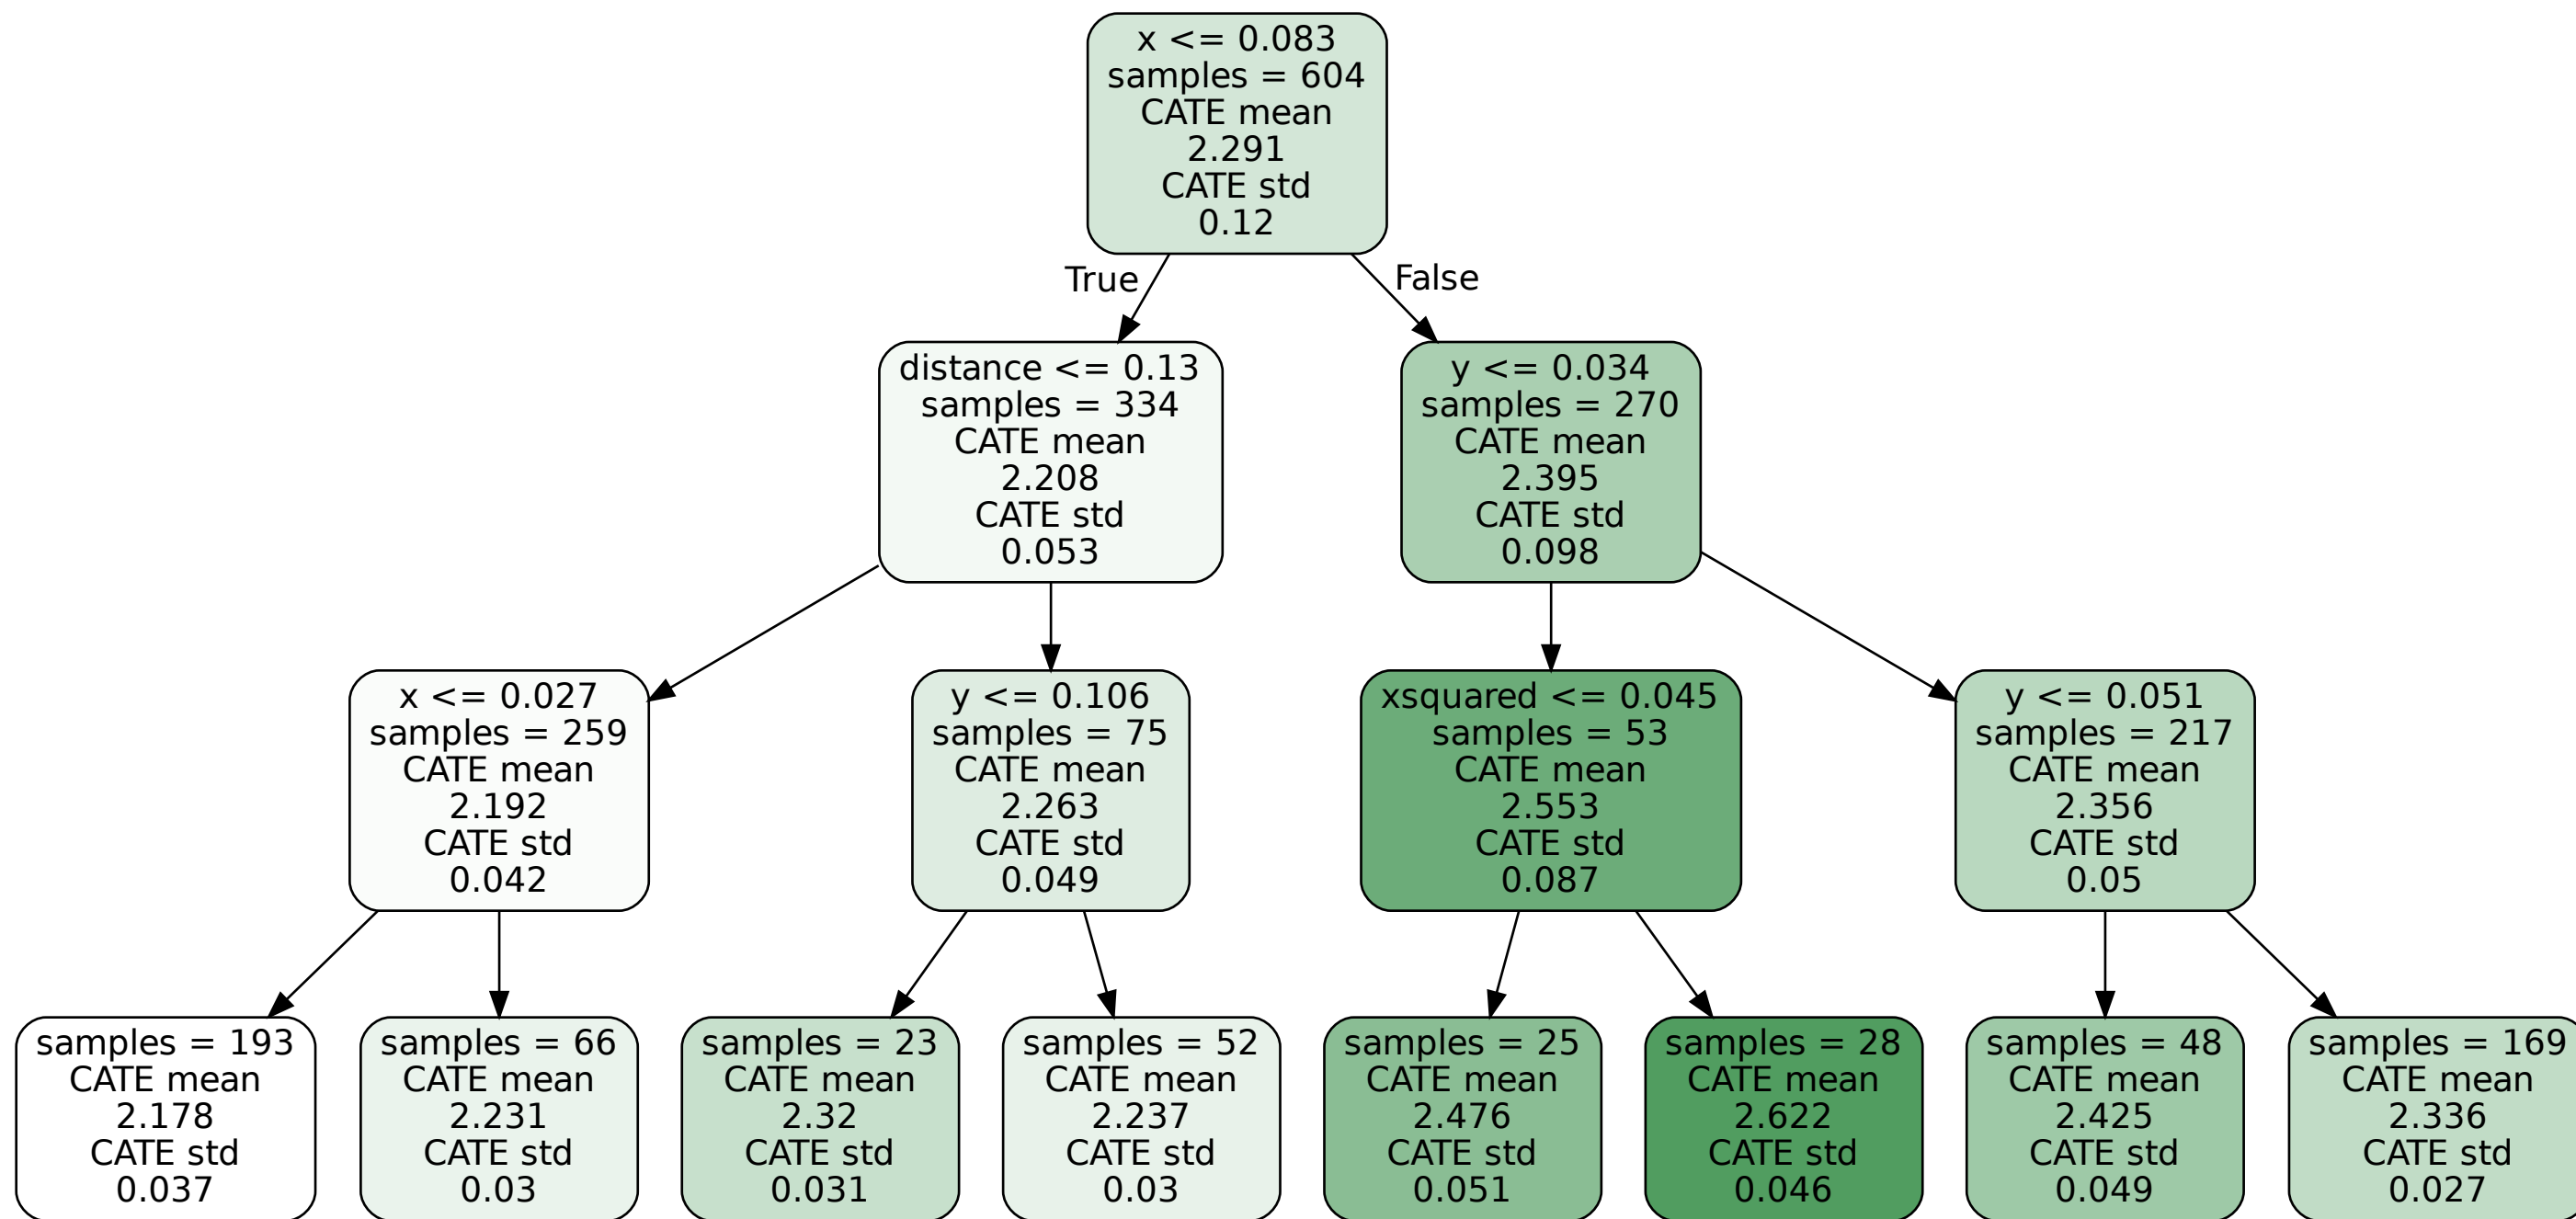 x <= 0.083
samples = 604
CATE mean
2.291
CATE std
0.12
True
False
distance <= 0.13
samples = 334
CATE mean
2.208
CATE std
0.053
y <= 0.034
samples = 270
CATE mean
2.395
CATE std
0.098
x <= 0.027
samples = 259
CATE mean
2.192
CATE std
0.042
y <= 0.106
samples = 75
CATE mean
2.263
CATE std
0.049
xsquared <= 0.045
samples = 53
CATE mean
2.553
CATE std
0.087
y <= 0.051
samples = 217
CATE mean
2.356
CATE std
0.05
samples = 193
CATE mean
2.178
CATE std
0.037
samples = 66
CATE mean
2.231
CATE std
0.03
samples = 23
CATE mean
2.32
CATE std
0.031
samples = 52
CATE mean
2.237
CATE std
0.03
samples = 25
CATE mean
2.476
CATE std
0.051
samples = 28
CATE mean
2.622
CATE std
0.046
samples = 48
CATE mean
2.425
CATE std
0.049
samples = 169
CATE mean
2.336
CATE std
0.027